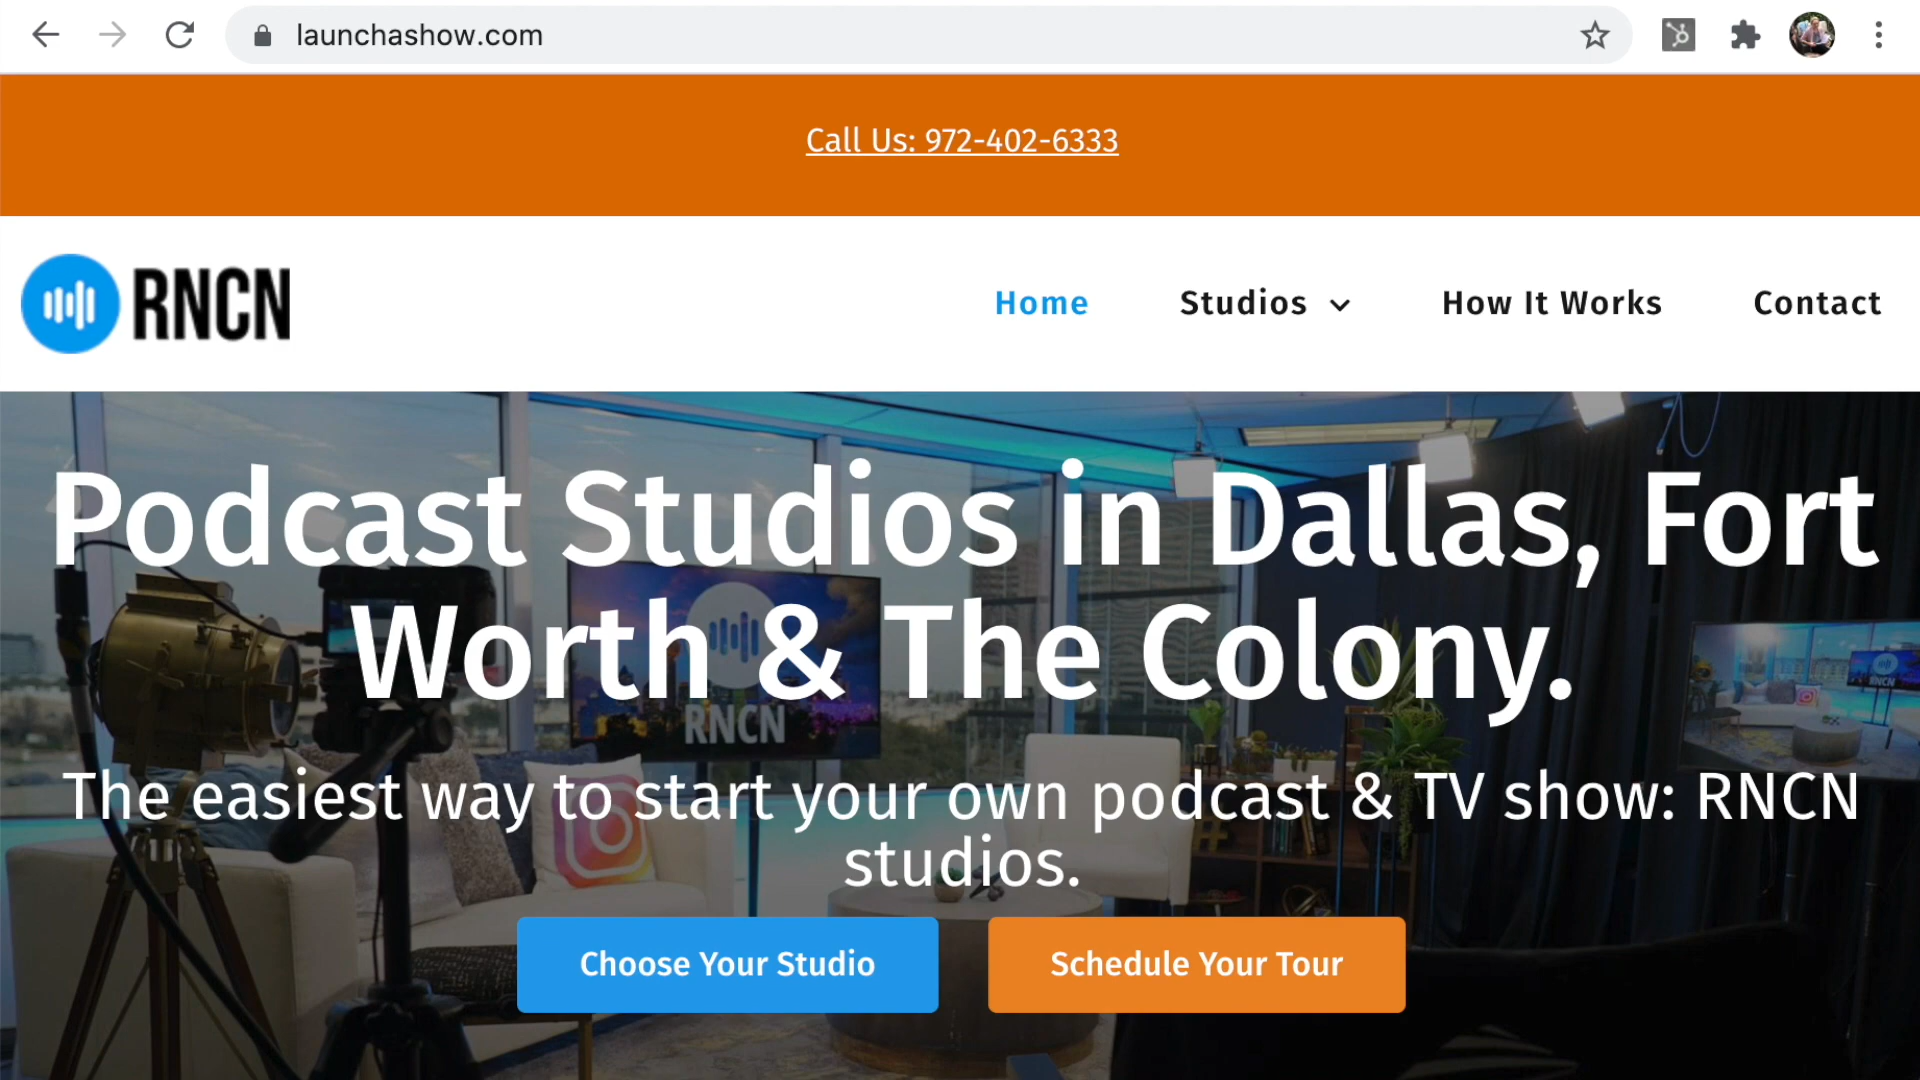 launchashow.com
Call Us: 972-402-6333
RNCN
Home
Studios
How It Works
Contact
Podcast Studios in Dallas, Fort
Worth & The Colony.
RNCN
RNCN
The easiest way to start your own podcast & TV show: RNCN
studios.
Choose Your Studio
Schedule Your Tour